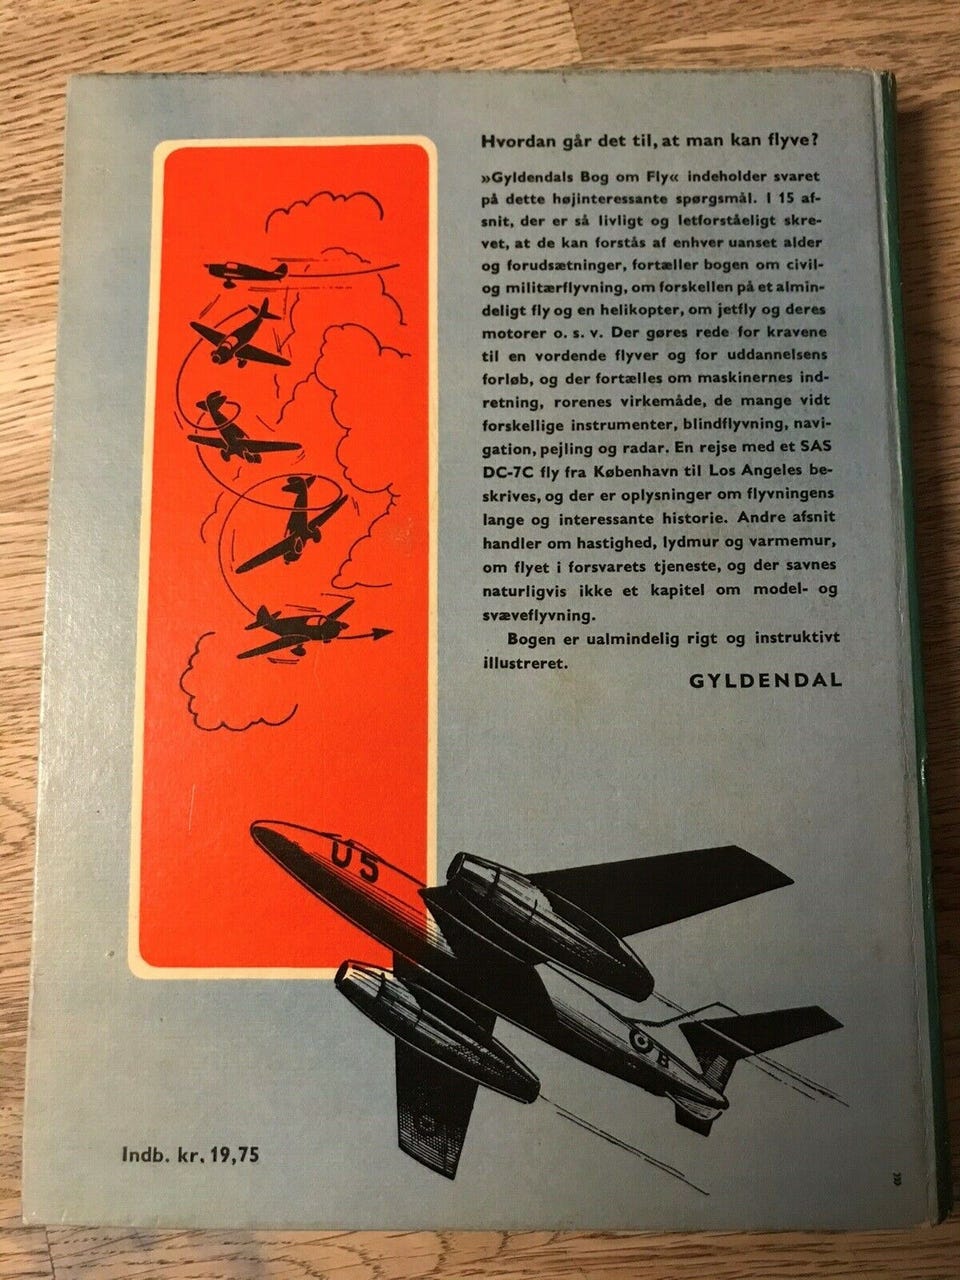 Hvordan går det til, at man kan flyve?
»Gyldendals Bog om Fly« indeholder svaret
på dette højinteressante spørgsmål. I 15 af-
snit, der er så livligt og letforståeligt skre-
vet, at de kan forstås af enhver uanset alder
og forudsætninger, fortæller bogen om civil-
og militærflyvning, om forskellen på et almin-
deligt fly og en helikopter, om jetfly og deres
motorer o. s. v. Der gøres rede for kravene
til en vordende flyver og for uddannelsens
forløb, og der fortælles om maskinernes ind-
retning, rorenes virkemåde, de mange vidt
forskellige instrumenter, blindflyvning, navi-
gation, pejling og radar. En rejse med et SAS
DC-7C fly fra København til Los Angeles be-
skrives, og der er oplysninger om flyvningens
lange og interessante historie. Andre afsnit
handler om hastighed, lydmur og varmemur,
om flyet i forsvarets tjeneste, og der savnes
naturligvis ikke et kapitel om model- og
svæveflyvning.
Bogen er ualmindelig rigt og instruktivt
illustreret.
GYLDENDAL
U5
B
Indb. kr. 19,75